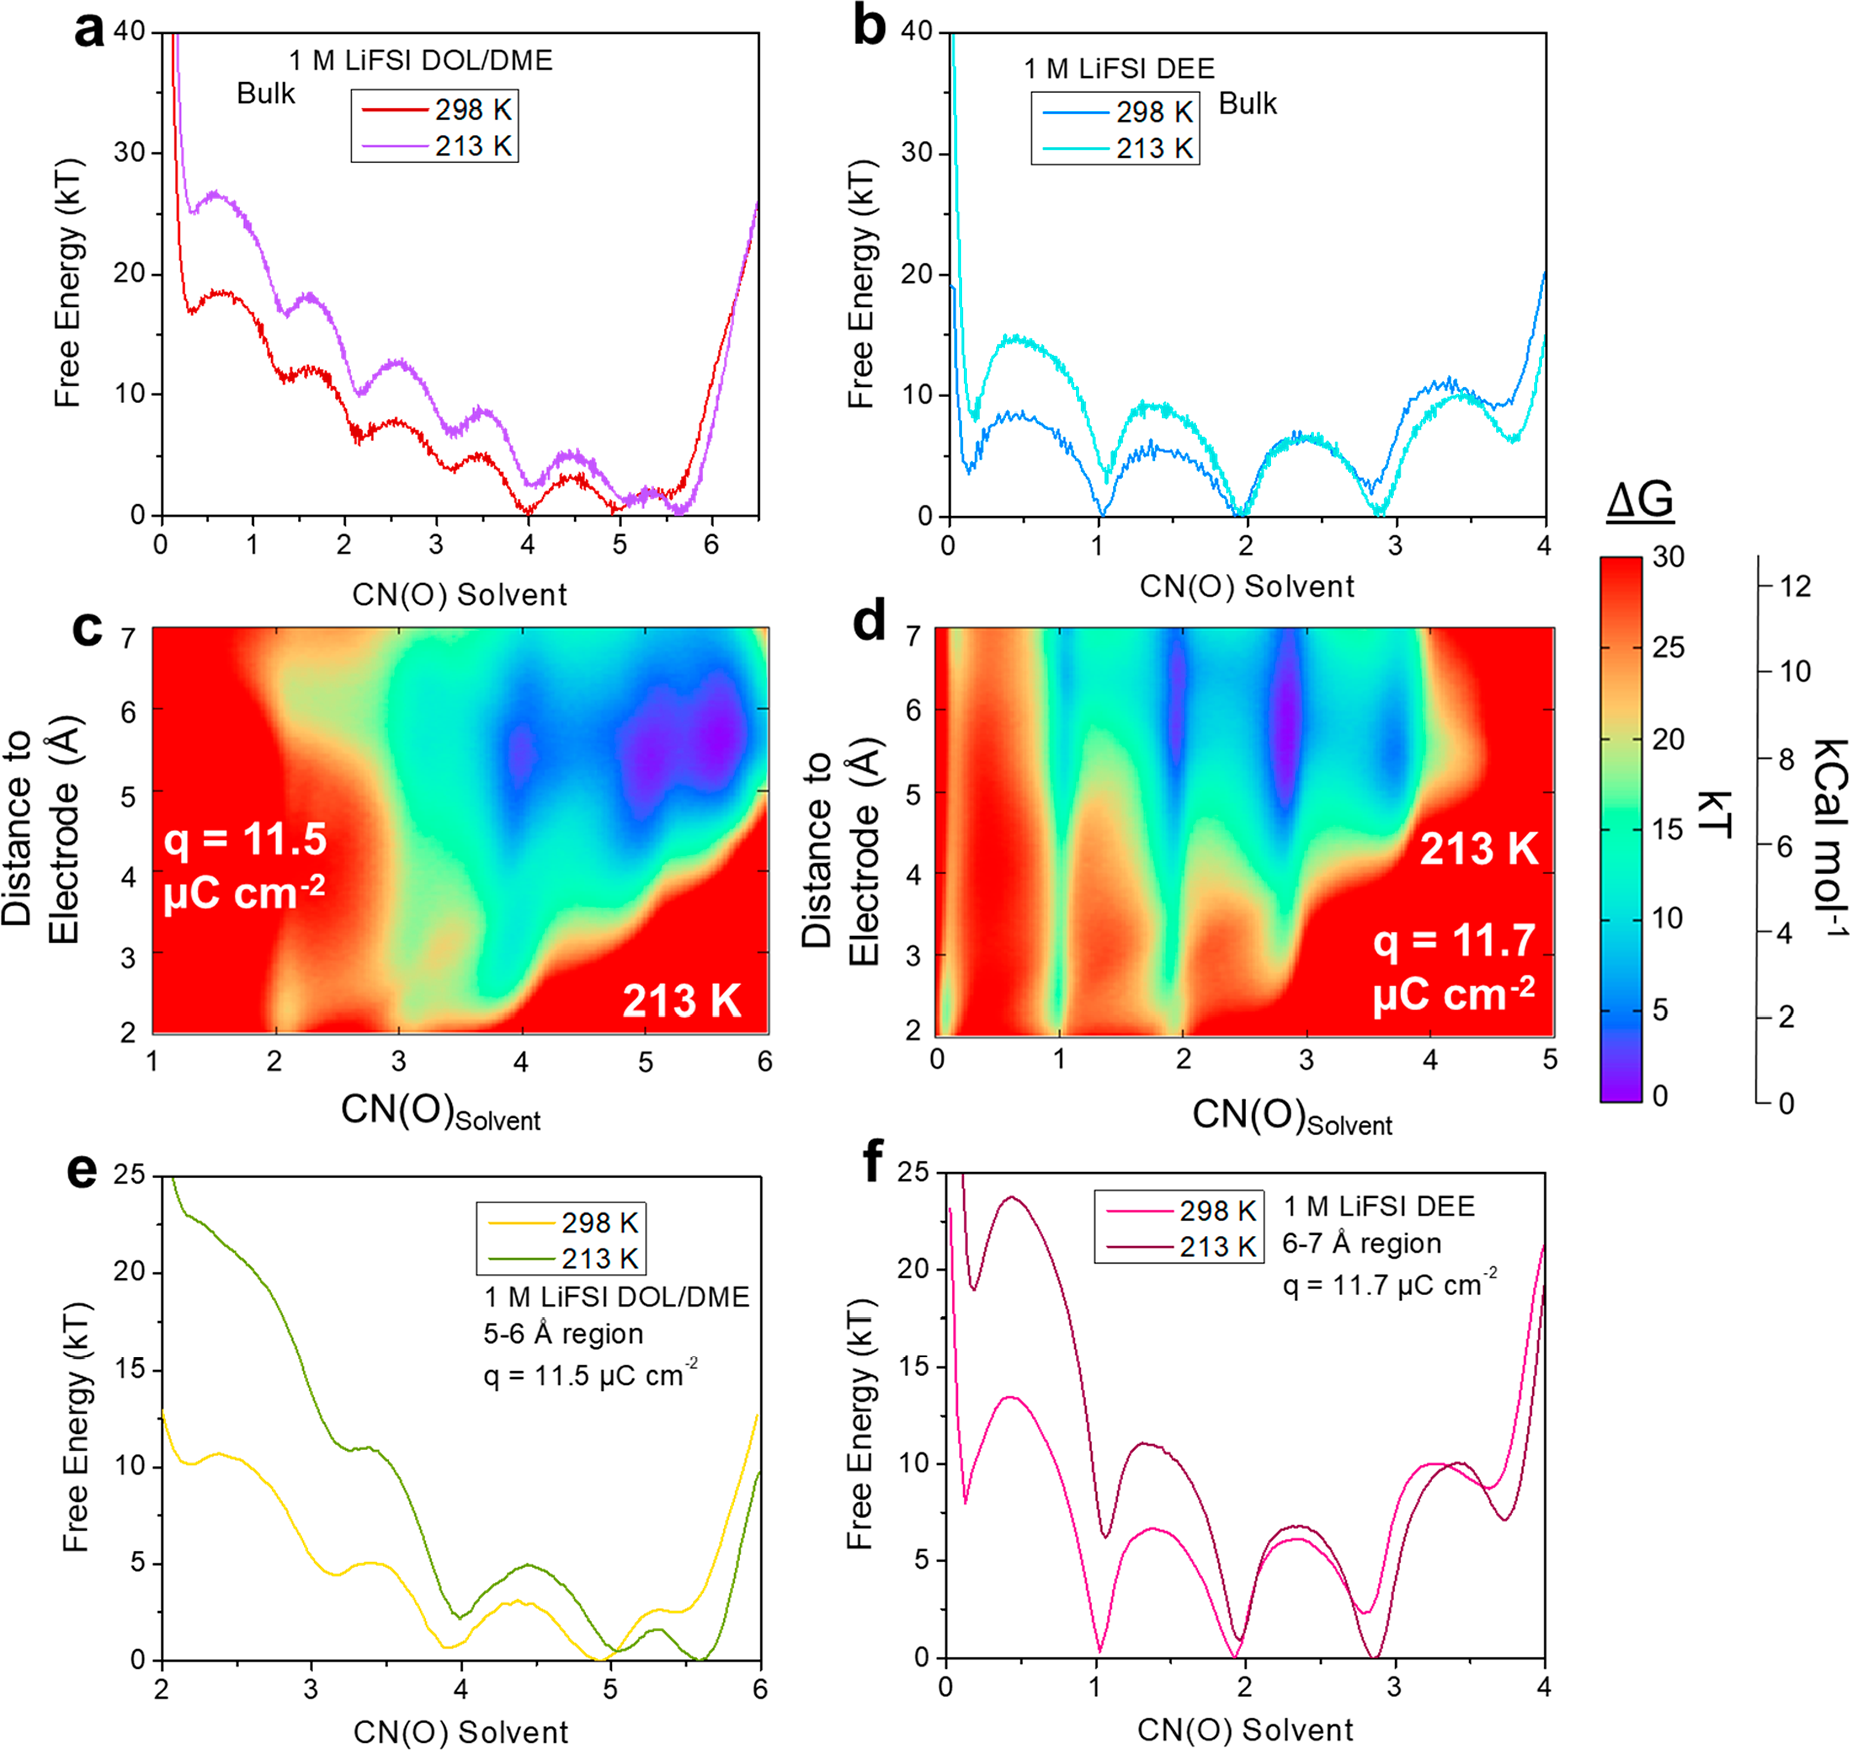 a
40
30
20
10
0
Free Energy (kT)
1 M LiFSI DOL/DME
Bulk
298 K
213 K
0 1 2 3 4 5 6
CN(O) Solvent
b
40
30
20
10
0
Free Energy (kT)
1 M LiFSI DEE
298 K
213 K
Bulk
0 1 2 3 4
CN(O) Solvent
c
7
6
5
4
3
2
Distance to
Electrode (Å)
q = 11.5
µC cm-2
213 K
1 2 3 4 5 6
CN(O)Solvent
d
7
6
5
4
3
2
Distance to
Electrode (Å)
213 K
q = 11.7
µC cm-2
0 1 2 3 4 5
CN(O)Solvent
ΔG
30
25
20
15
10
5
0
kT
12
10
8
6
4
2
0
kCal mol-1
e
25
20
15
10
5
0
Free Energy (kT)
298 K
213 K
1 M LiFSI DOL/DME
5-6 Å region
q = 11.5 µC cm-2
2 3 4 5 6
CN(O) Solvent
f
25
20
15
10
5
0
Free Energy (kT)
298 K
213 K
1 M LiFSI DEE
6-7 Å region
q = 11.7 µC cm-2
0 1 2 3 4
CN(O) Solvent